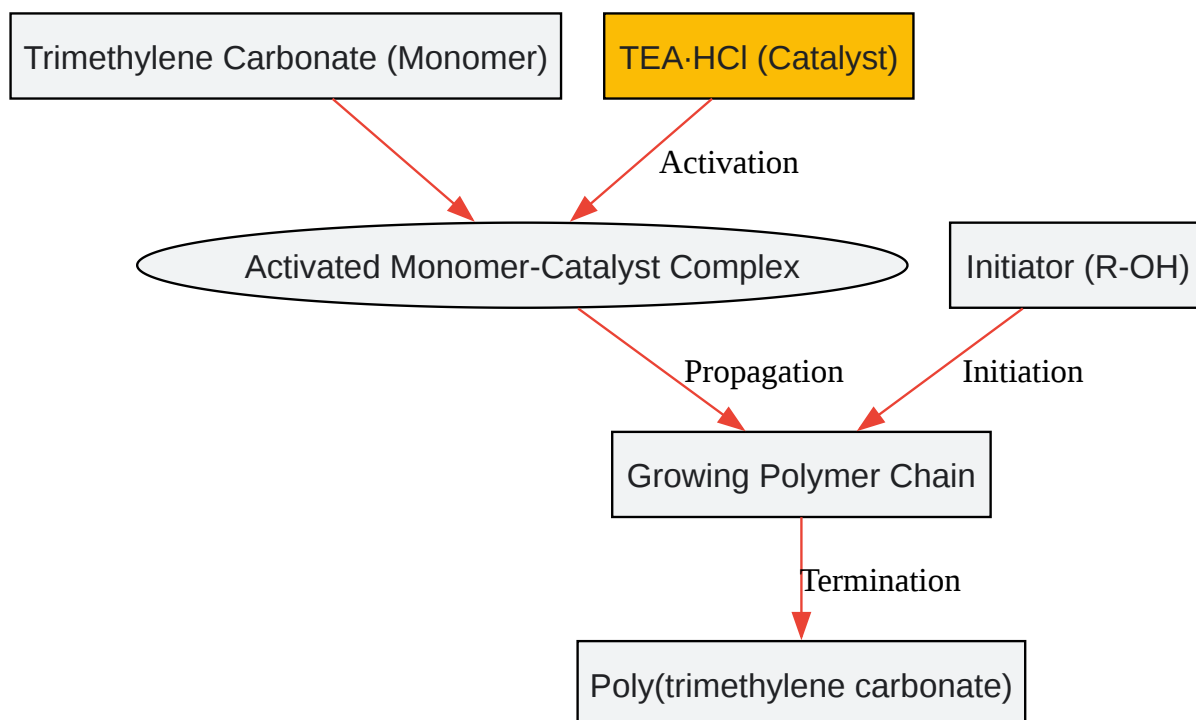 Trimethylene Carbonate (Monomer)
TEA·HCl (Catalyst)
Activation
Activated Monomer-Catalyst Complex
Initiator (R-OH)
Propagation
Initiation
Growing Polymer Chain
Termination
Poly(trimethylene carbonate)